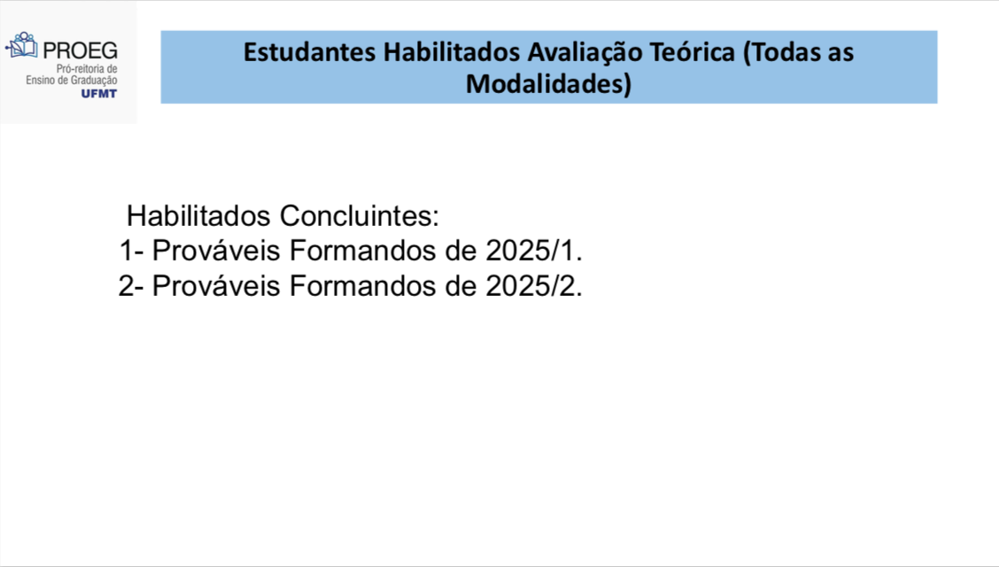 PROEG
Pró-reitoria de
Ensino de Graduação
UFMT
Estudantes Habilitados Avaliação Teórica (Todas as
Modalidades)
Habilitados Concluintes:
1- Prováveis Formandos de 2025/1.
2- Prováveis Formandos de 2025/2.